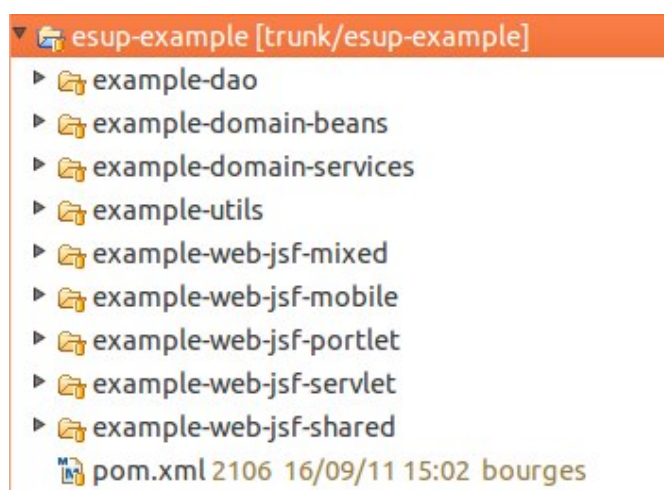 esup-example [trunk/esup-example]
example-dao
example-domain-beans
example-domain-services
example-utils
example-web-jsf-mixed
example-web-jsf-mobile
example-web-jsf-portlet
example-web-jsf-servlet
example-web-jsf-shared
pom.xml 2106 16/09/11 15:02 bourges